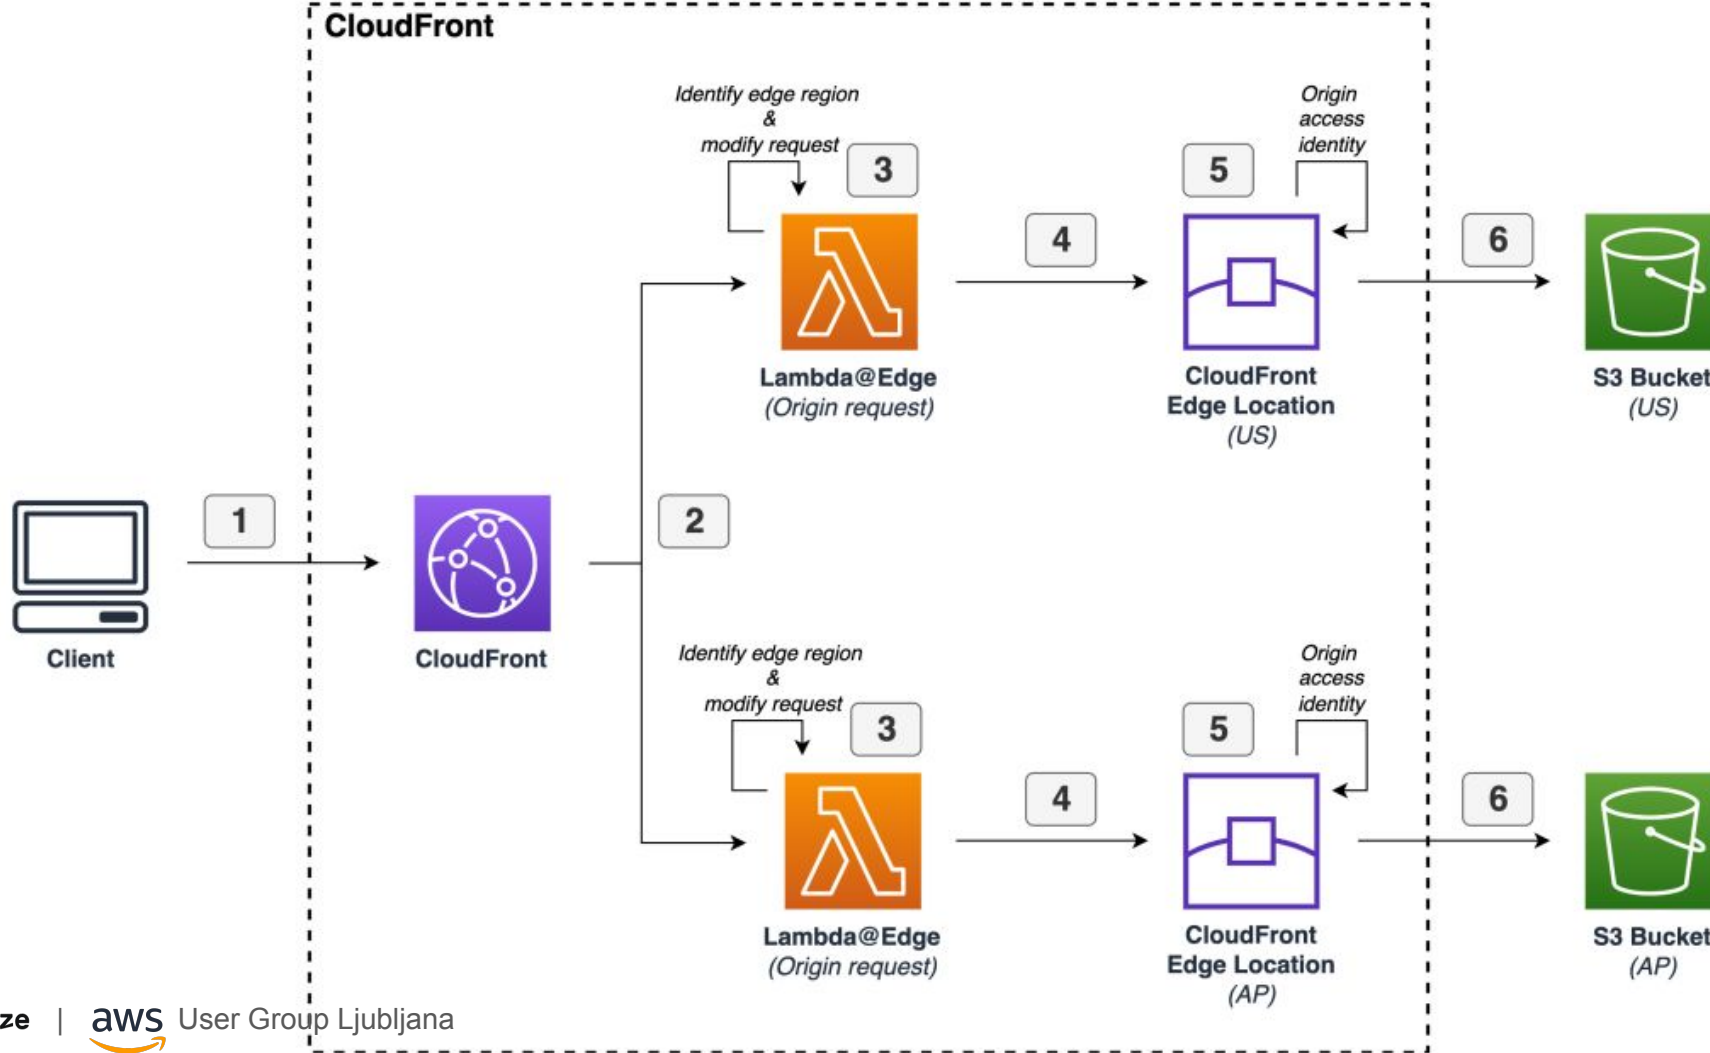 CloudFront
Identify edge region
&
modify request
3
Origin
access
identity
5
4
6
Lambda@Edge
(Origin request)
CloudFront
Edge Location
(US)
S3 Bucket
(US)
1
2
Client
CloudFront
Identify edge region
&
modify request
3
Origin
access
identity
5
4
6
Lambda@Edge
(Origin request)
CloudFront
Edge Location
(AP)
S3 Bucket
(AP)
ze | aws User Group Ljubljana